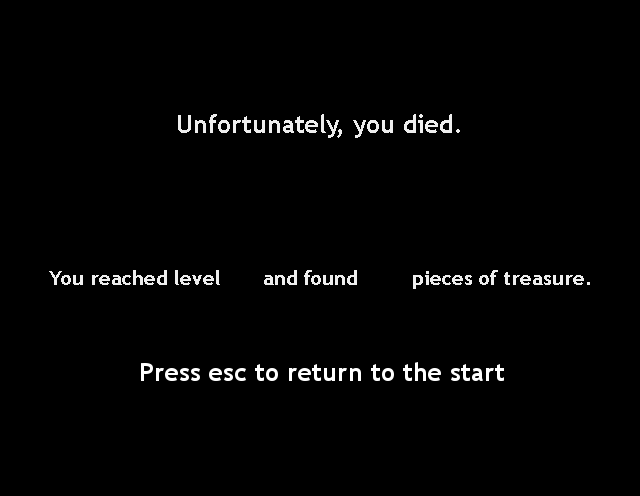 Unfortunately, you died.
You reached level and found pieces of treasure.
Press esc to return to the start